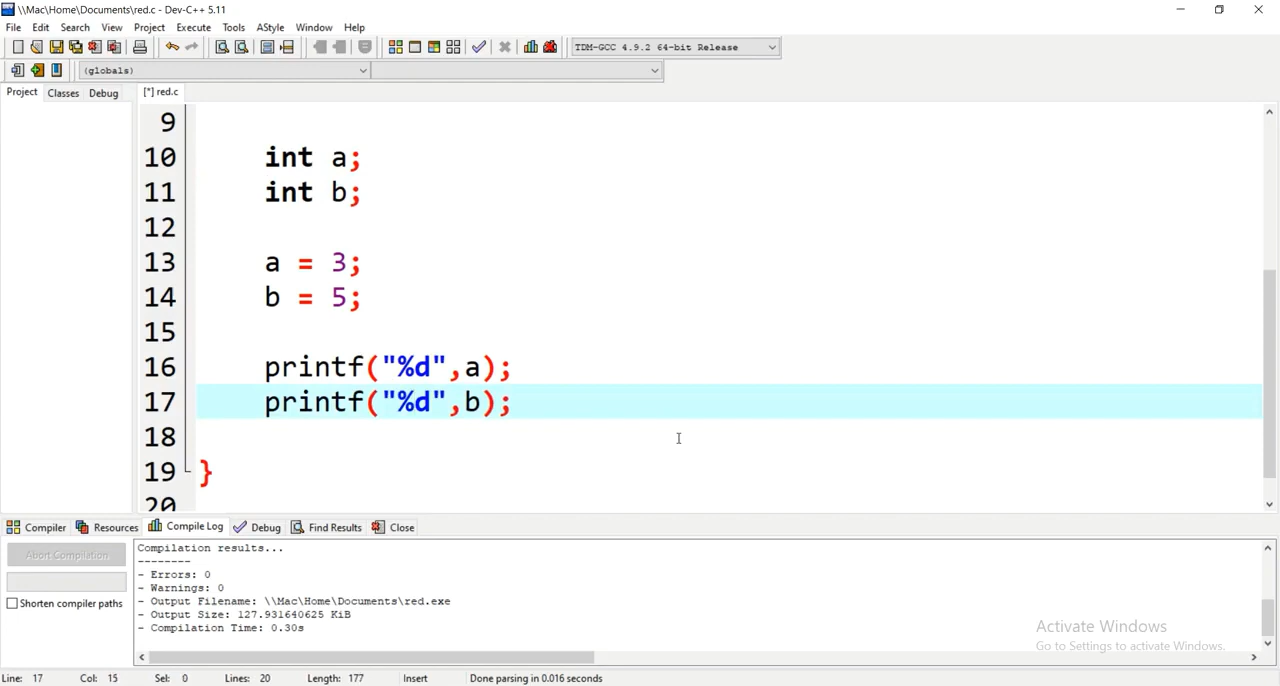 \\Mac\Home\Documents\red.c - Dev-C++ 5.11
File Edit Search View Project Execute Tools AStyle Window Help
TDM-GCC 4.9.2 64-bit Release
(globals)
Project Classes Debug [*] red.c
9
10 int a;
11 int b;
12
13 a = 3;
14 b = 5;
15
16 printf("%d",a);
17 printf("%d",b);
18
19 }
20
Compiler Resources Compile Log Debug Find Results Close
Abort Compilation
Shorten compiler paths
Compilation results...
--------
- Errors: 0
- Warnings: 0
- Output Filename: \\Mac\Home\Documents\red.exe
- Output Size: 127.931640625 KiB
- Compilation Time: 0.30s
Activate Windows
Go to Settings to activate Windows.
Line: 17 Col: 15 Sel: 0 Lines: 20 Length: 177 Insert Done parsing in 0.016 seconds